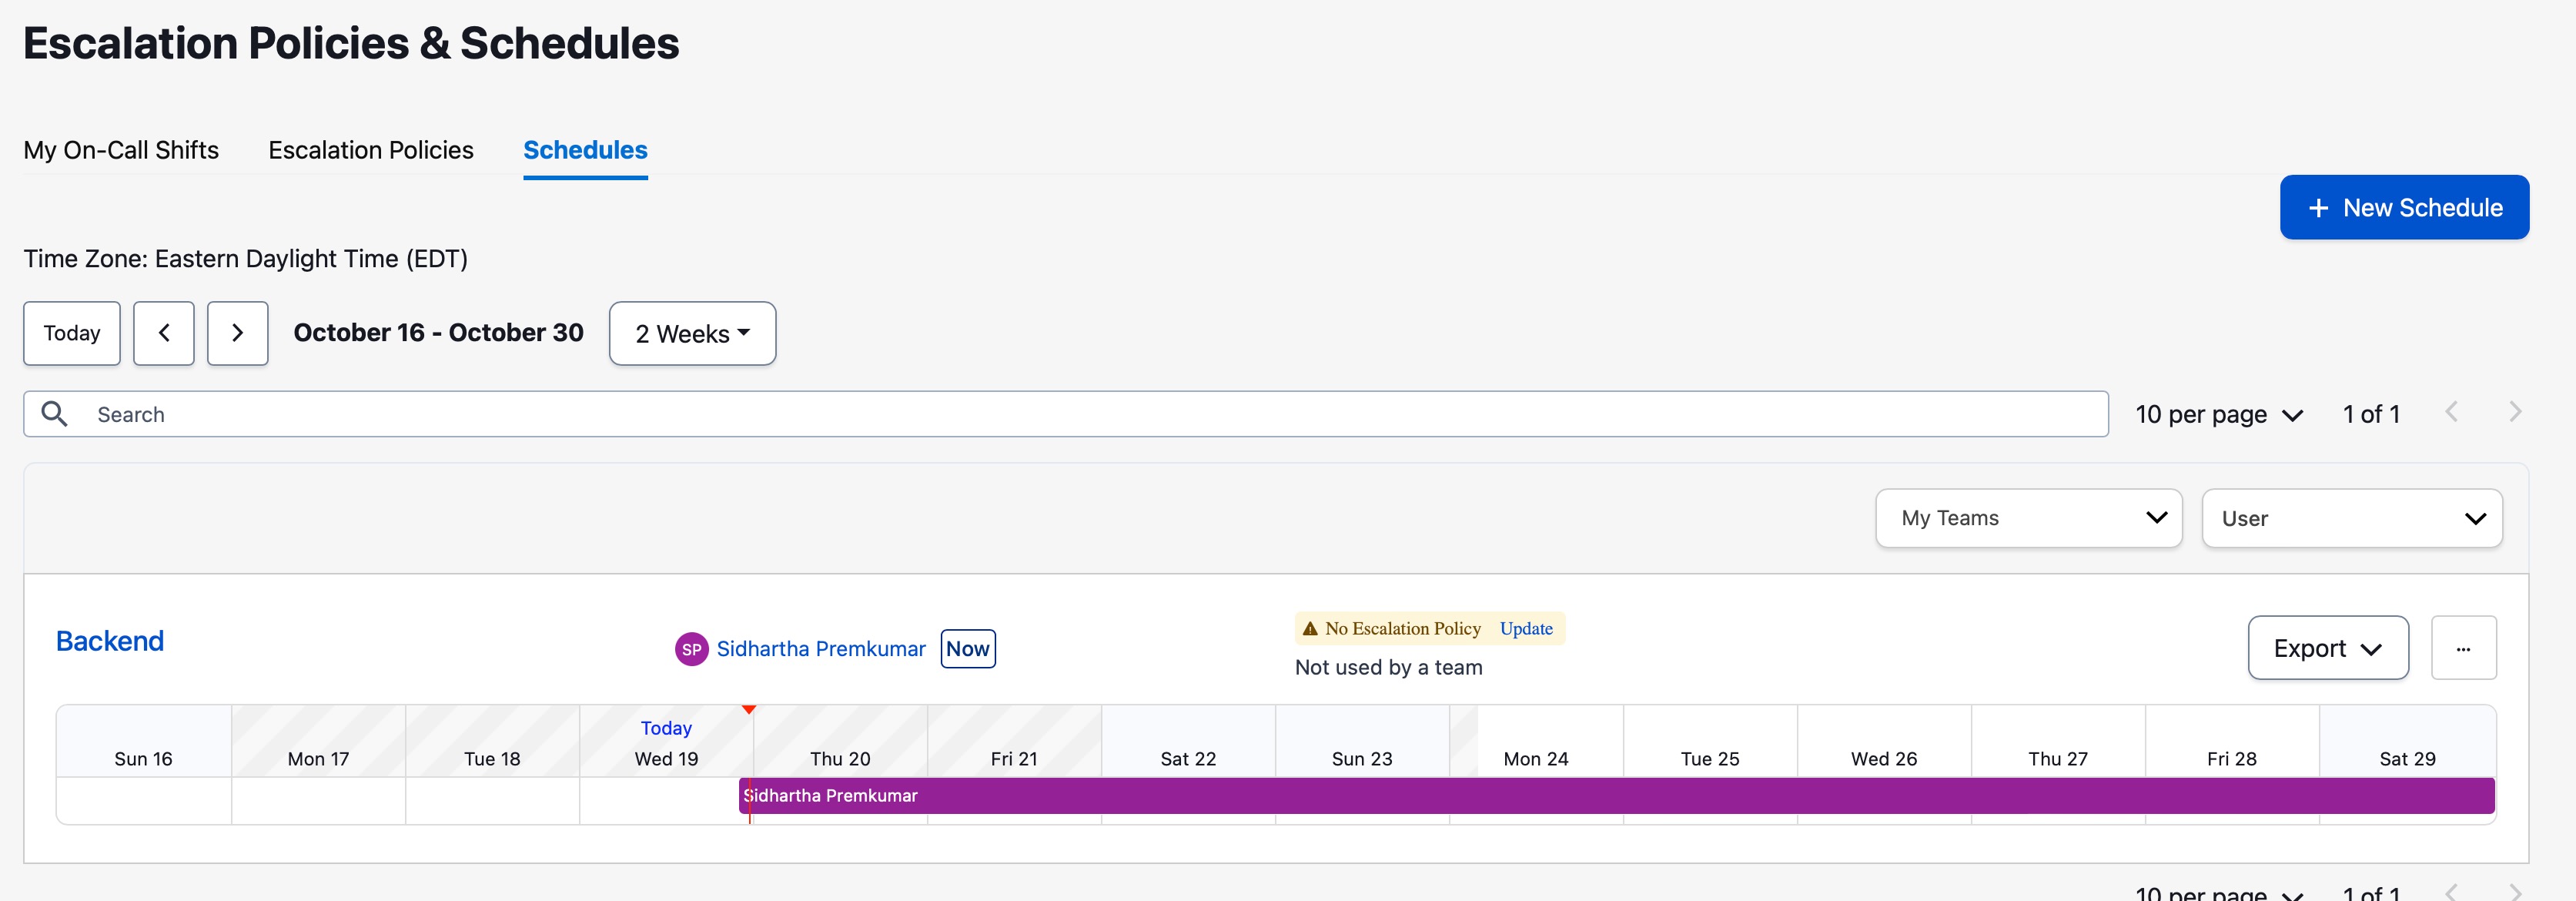 Escalation Policies & Schedules
My On-Call Shifts Escalation Policies Schedules
+ New Schedule
Time Zone: Eastern Daylight Time (EDT)
Today < > October 16 - October 30 2 Weeks
Search 10 per page 1 of 1 < >
My Teams User
Backend SP Sidhartha Premkumar Now No Escalation Policy Update Export ...
Not used by a team
Today
Sun 16 Mon 17 Tue 18 Wed 19 Thu 20 Fri 21 Sat 22 Sun 23 Mon 24 Tue 25 Wed 26 Thu 27 Fri 28 Sat 29
Sidhartha Premkumar
10 per page 1 of 1 < >